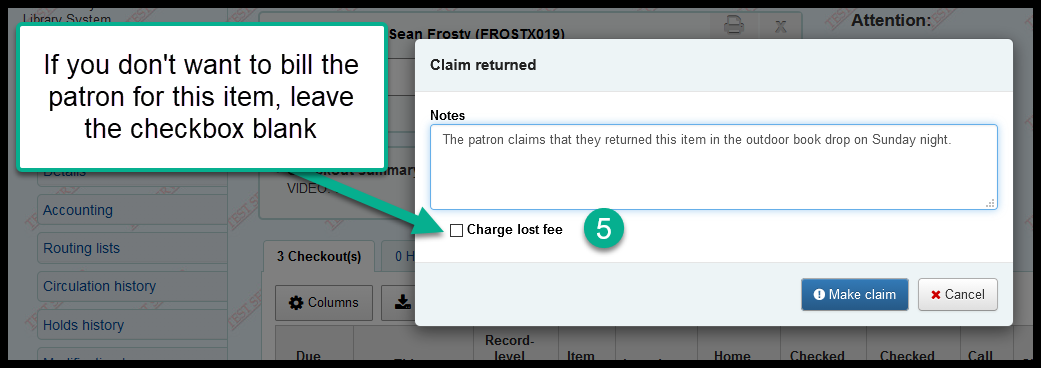 Library System
Sean Frosty (FROSTX019)
Attention:
If you don't want to bill the
patron for this item, leave
the checkbox blank
Claim returned
Notes
The patron claims that they returned this item in the outdoor book drop on Sunday night.
Charge lost fee
5
Make claim
Cancel
summary
VIDEO:
Details
Accounting
Routing lists
Circulation history
Holds history
3 Checkout(s)
0 H
Columns
Due
Record-
level
Item
Home
Checked
Checked
Call